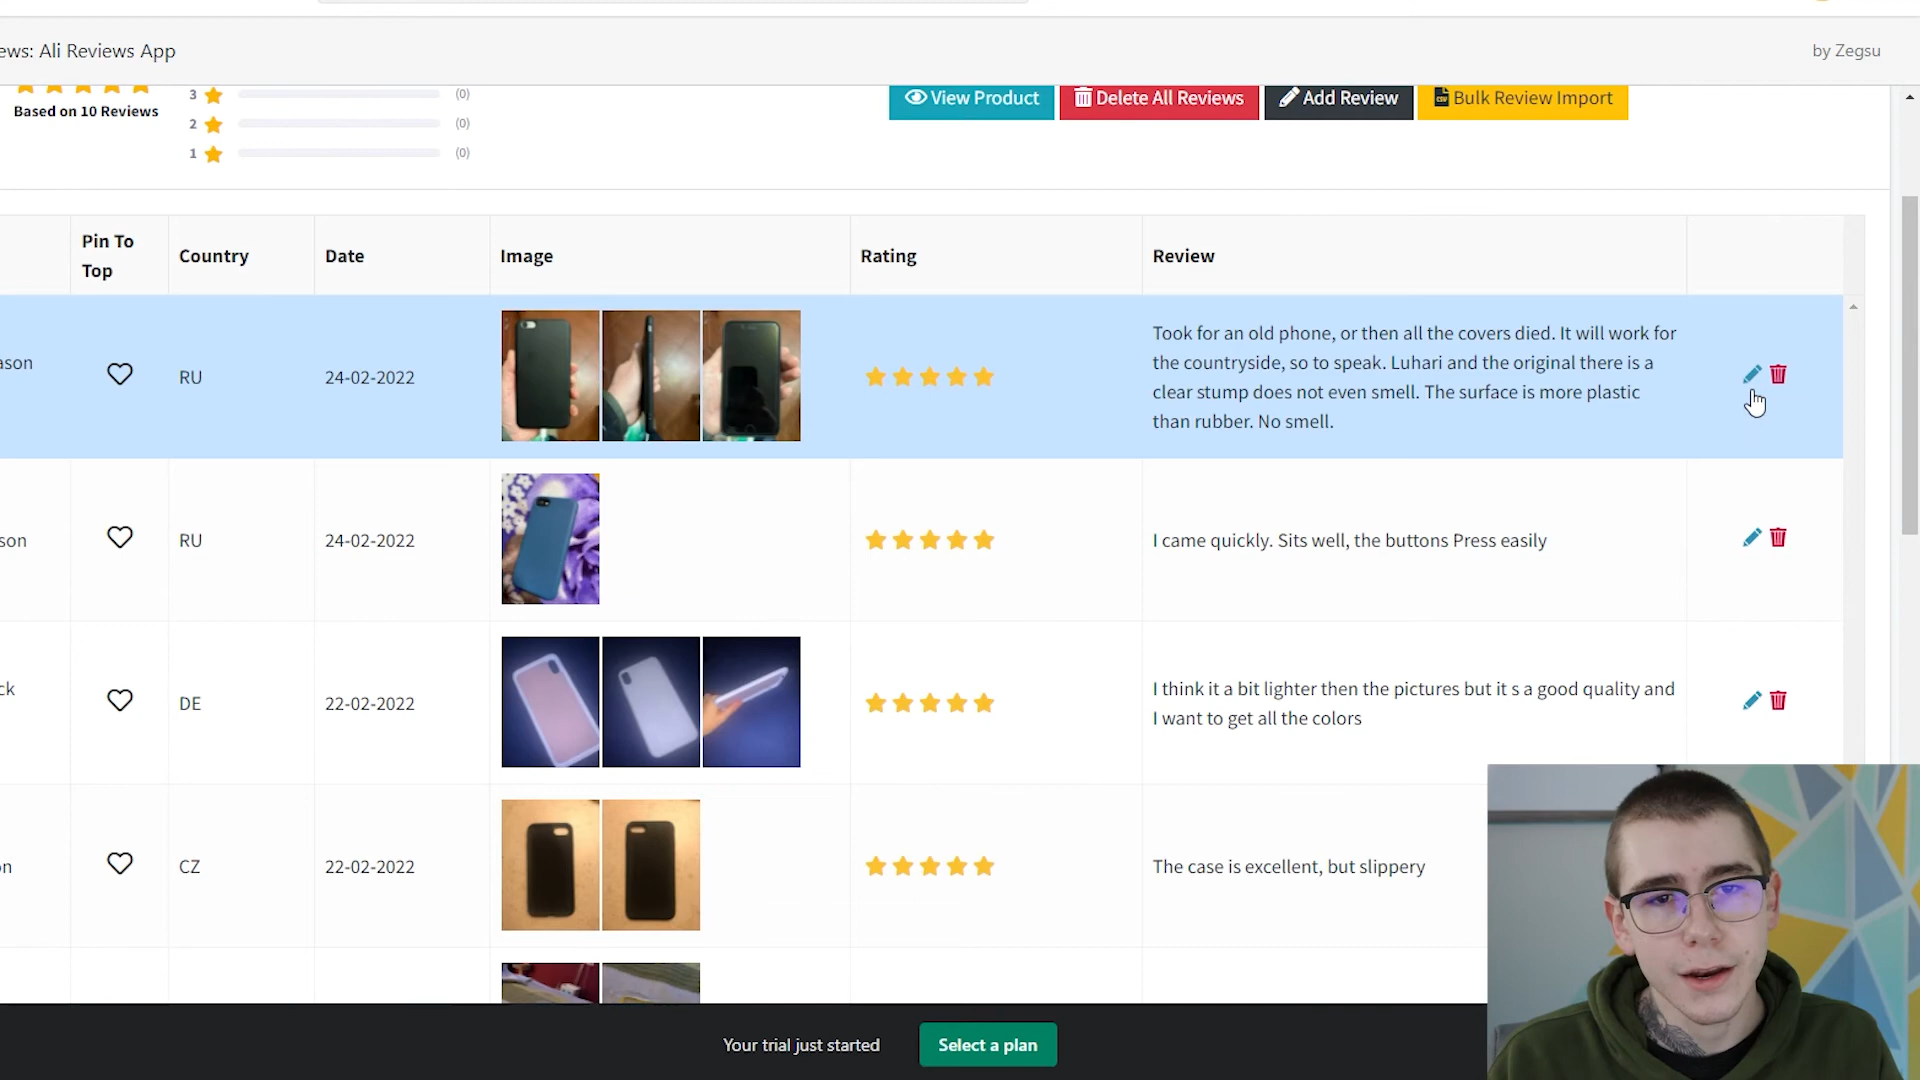 ews: Ali Reviews App
by Zegsu
Based on 10 Reviews
3 (0)
2 (0)
1 (0)
View Product
Delete All Reviews
Add Review
Bulk Review Import
Pin To
Top
Country
Date
Image
Rating
Review
ason
RU
24-02-2022
Took for an old phone, or then all the covers died. It will work for
the countryside, so to speak. Luhari and the original there is a
clear stump does not even smell. The surface is more plastic
than rubber. No smell.
son
RU
24-02-2022
I came quickly. Sits well, the buttons Press easily
ck
DE
22-02-2022
I think it a bit lighter then the pictures but it s a good quality and
I want to get all the colors
n
CZ
22-02-2022
The case is excellent, but slippery
Your trial just started
Select a plan